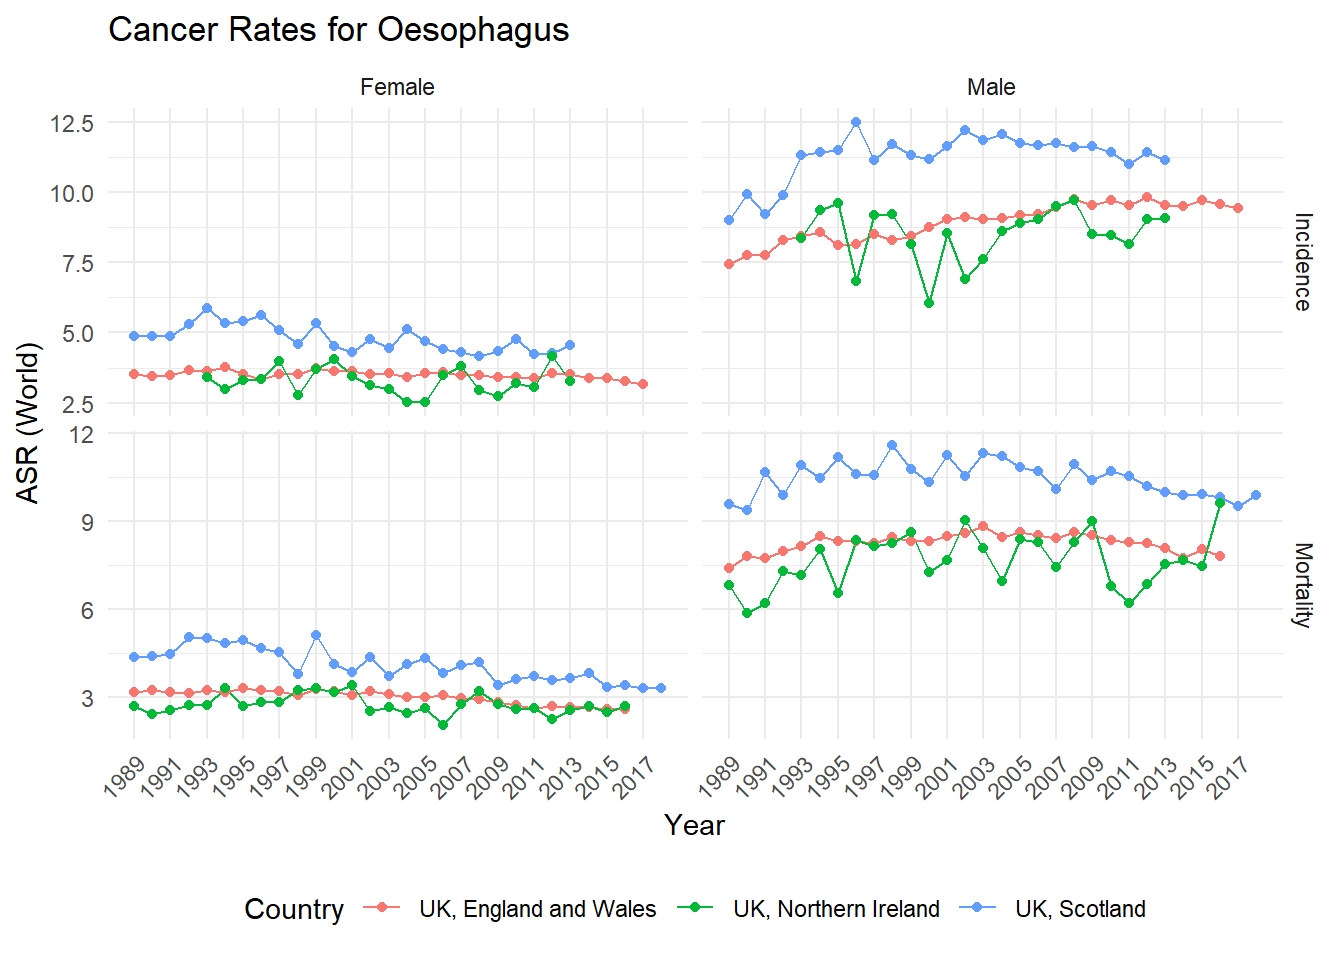 Cancer Rates for Oesophagus
Female
Male
12.5
10.0
7.5
5.0
2.5
Incidence
12
9
6
3
Mortality
ASR (World)
1989 1991 1993 1995 1997 1999 2001 2003 2005 2007 2009 2011 2013 2015 2017
1989 1991 1993 1995 1997 1999 2001 2003 2005 2007 2009 2011 2013 2015 2017
Year
Country UK, England and Wales UK, Northern Ireland UK, Scotland